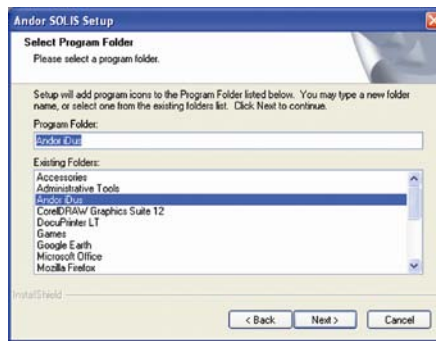 Andor SOLIS Setup
Select Program Folder
Please select a program folder.
Setup will add program icons to the Program Folder listed below. You may type a new folder
name, or select one from the existing folders list. Click Next to continue.
Program Folder:
Andor iDus
Existing Folders:
Accessories
Administrative Tools
Andor iDus
CorelDRAW Graphics Suite 12
DocuPrinter LT
Games
Google Earth
Microsoft Office
Mozilla Firefox
InstallShield
< Back
Next >
Cancel